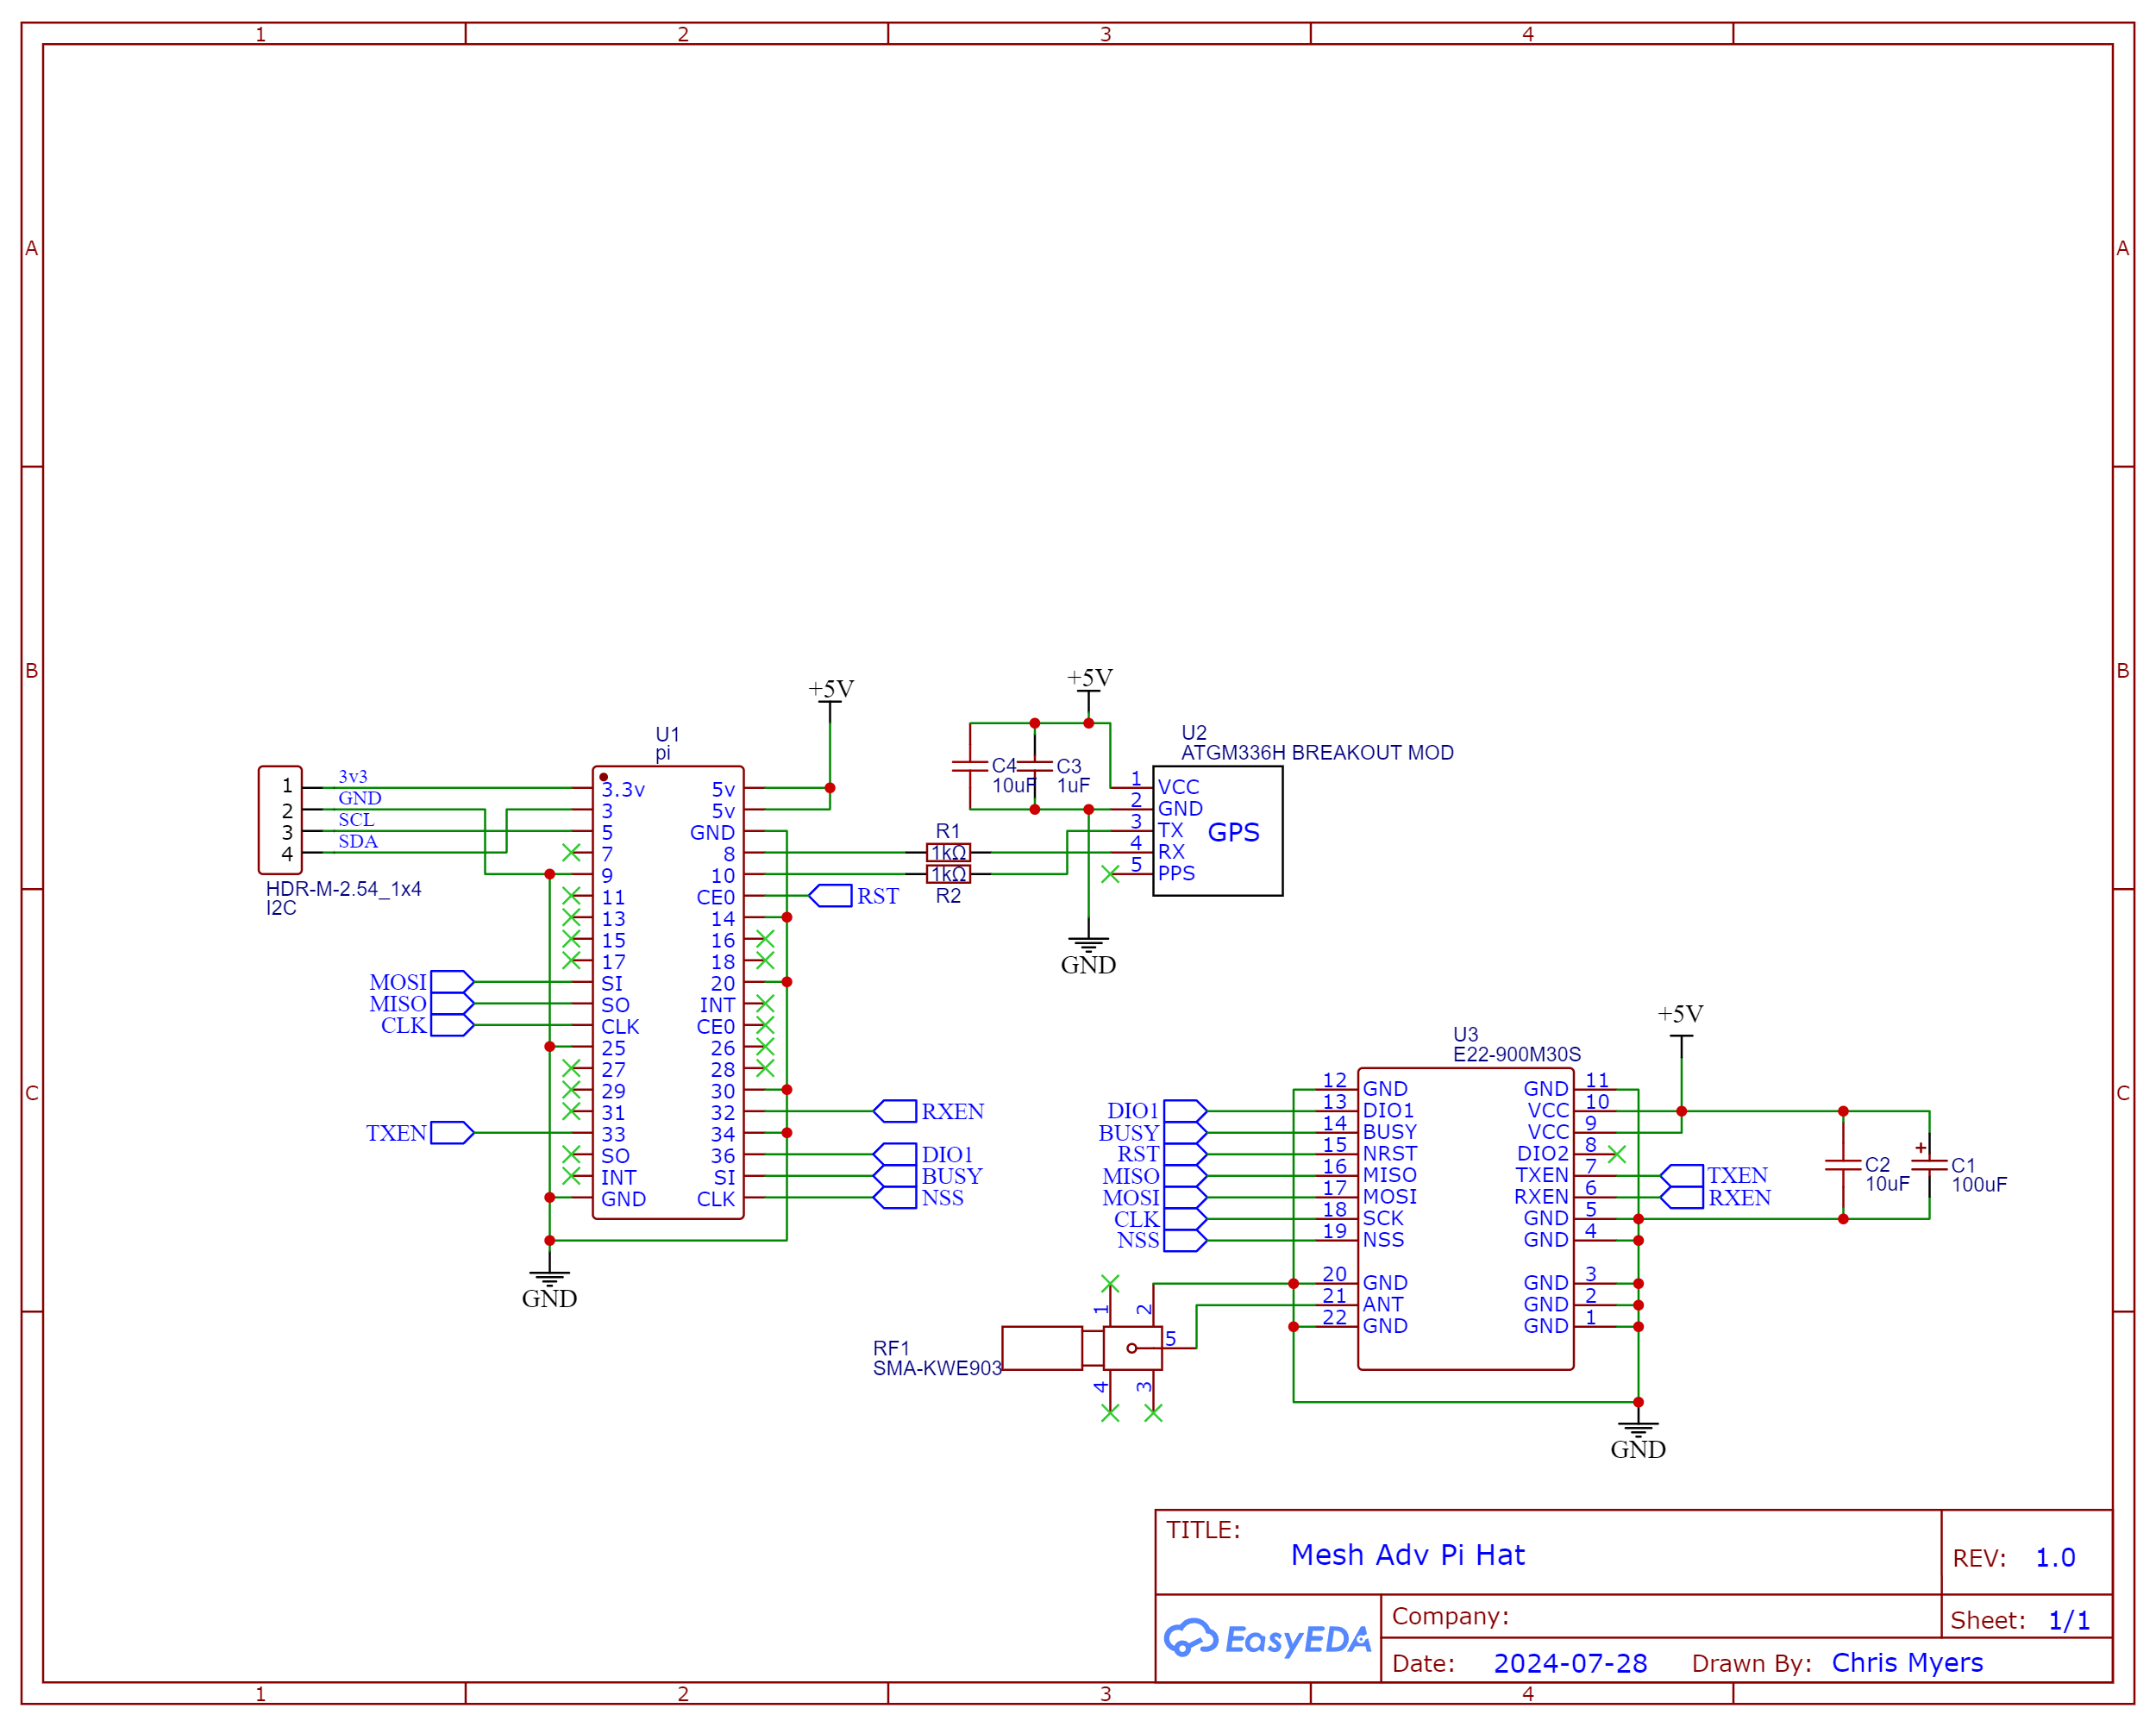 1 2 3 4
A A
B B
C C
+5V
+5V
U1
pi
U2
ATGM336H BREAKOUT MOD
C4
10uF
C3
1uF
1 3v3
2 GND
3 SCL
4 SDA
HDR-M-2.54_1x4
I2C
3.3v 5v
3 5v
5 GND
7 8
9 10
11 CE0
13 14
15 16
17 18
SI 20
SO INT
CLK CE0
25 26
27 28
29 30
31 32
33 34
SO 36
INT SI
GND CLK
MOSI
MISO
CLK
TXEN
GND
RST
RXEN
DIO1
BUSY
NSS
R1
1kΩ
1kΩ
R2
1 VCC
2 GND
3 TX
4 RX
5 PPS
GPS
GND
+5V
U3
E22-900M30S
12 GND GND 11
DIO1 13 DIO1 VCC 10
BUSY 14 BUSY VCC 9
RST 15 NRST DIO2 8
MISO 16 MISO TXEN 7 TXEN
MOSI 17 MOSI RXEN 6 RXEN
CLK 18 SCK GND 5
NSS 19 NSS GND 4
20 GND GND 3
21 ANT GND 2
22 GND GND 1
C2
10uF
+
C1
100uF
1 2
5
4 3
RF1
SMA-KWE903
GND
TITLE:
Mesh Adv Pi Hat
REV: 1.0
EasyEDA
Company:
Sheet: 1/1
Date: 2024-07-28 Drawn By: Chris Myers
1 2 3 4